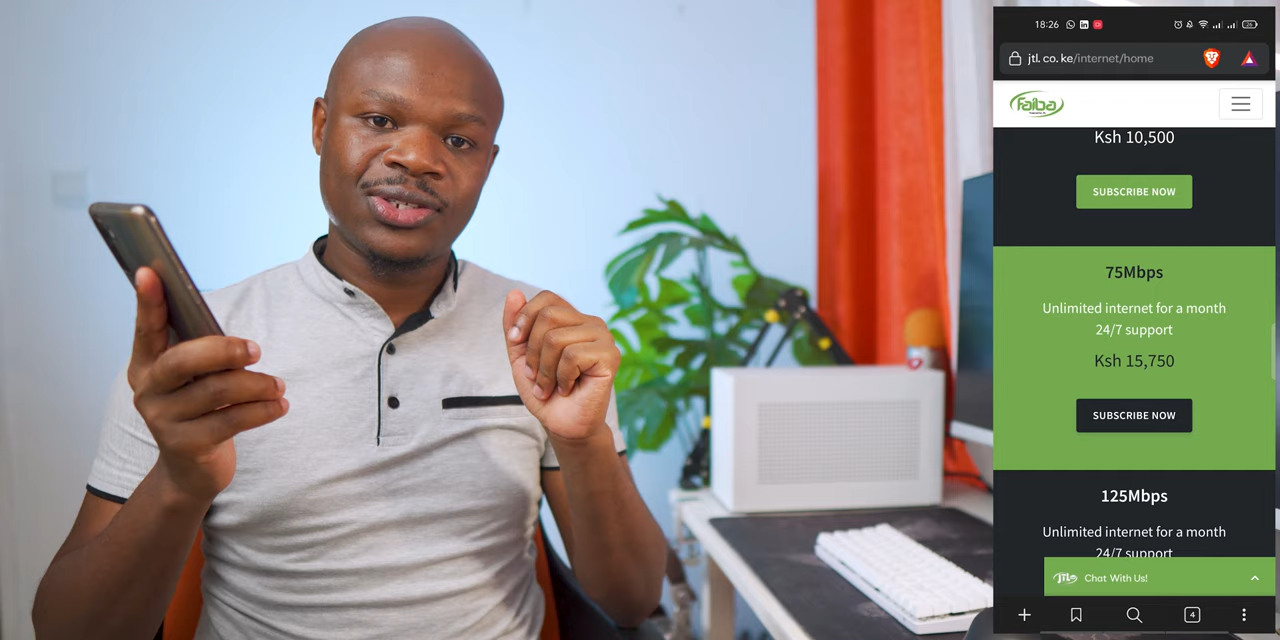 18:26
26
jtl.co.ke/internet/home
faiba
Ksh 10,500
SUBSCRIBE NOW
75Mbps
Unlimited internet for a month
24/7 support
Ksh 15,750
SUBSCRIBE NOW
125Mbps
Unlimited internet for a month
24/7 support
JTL Chat With Us!
4